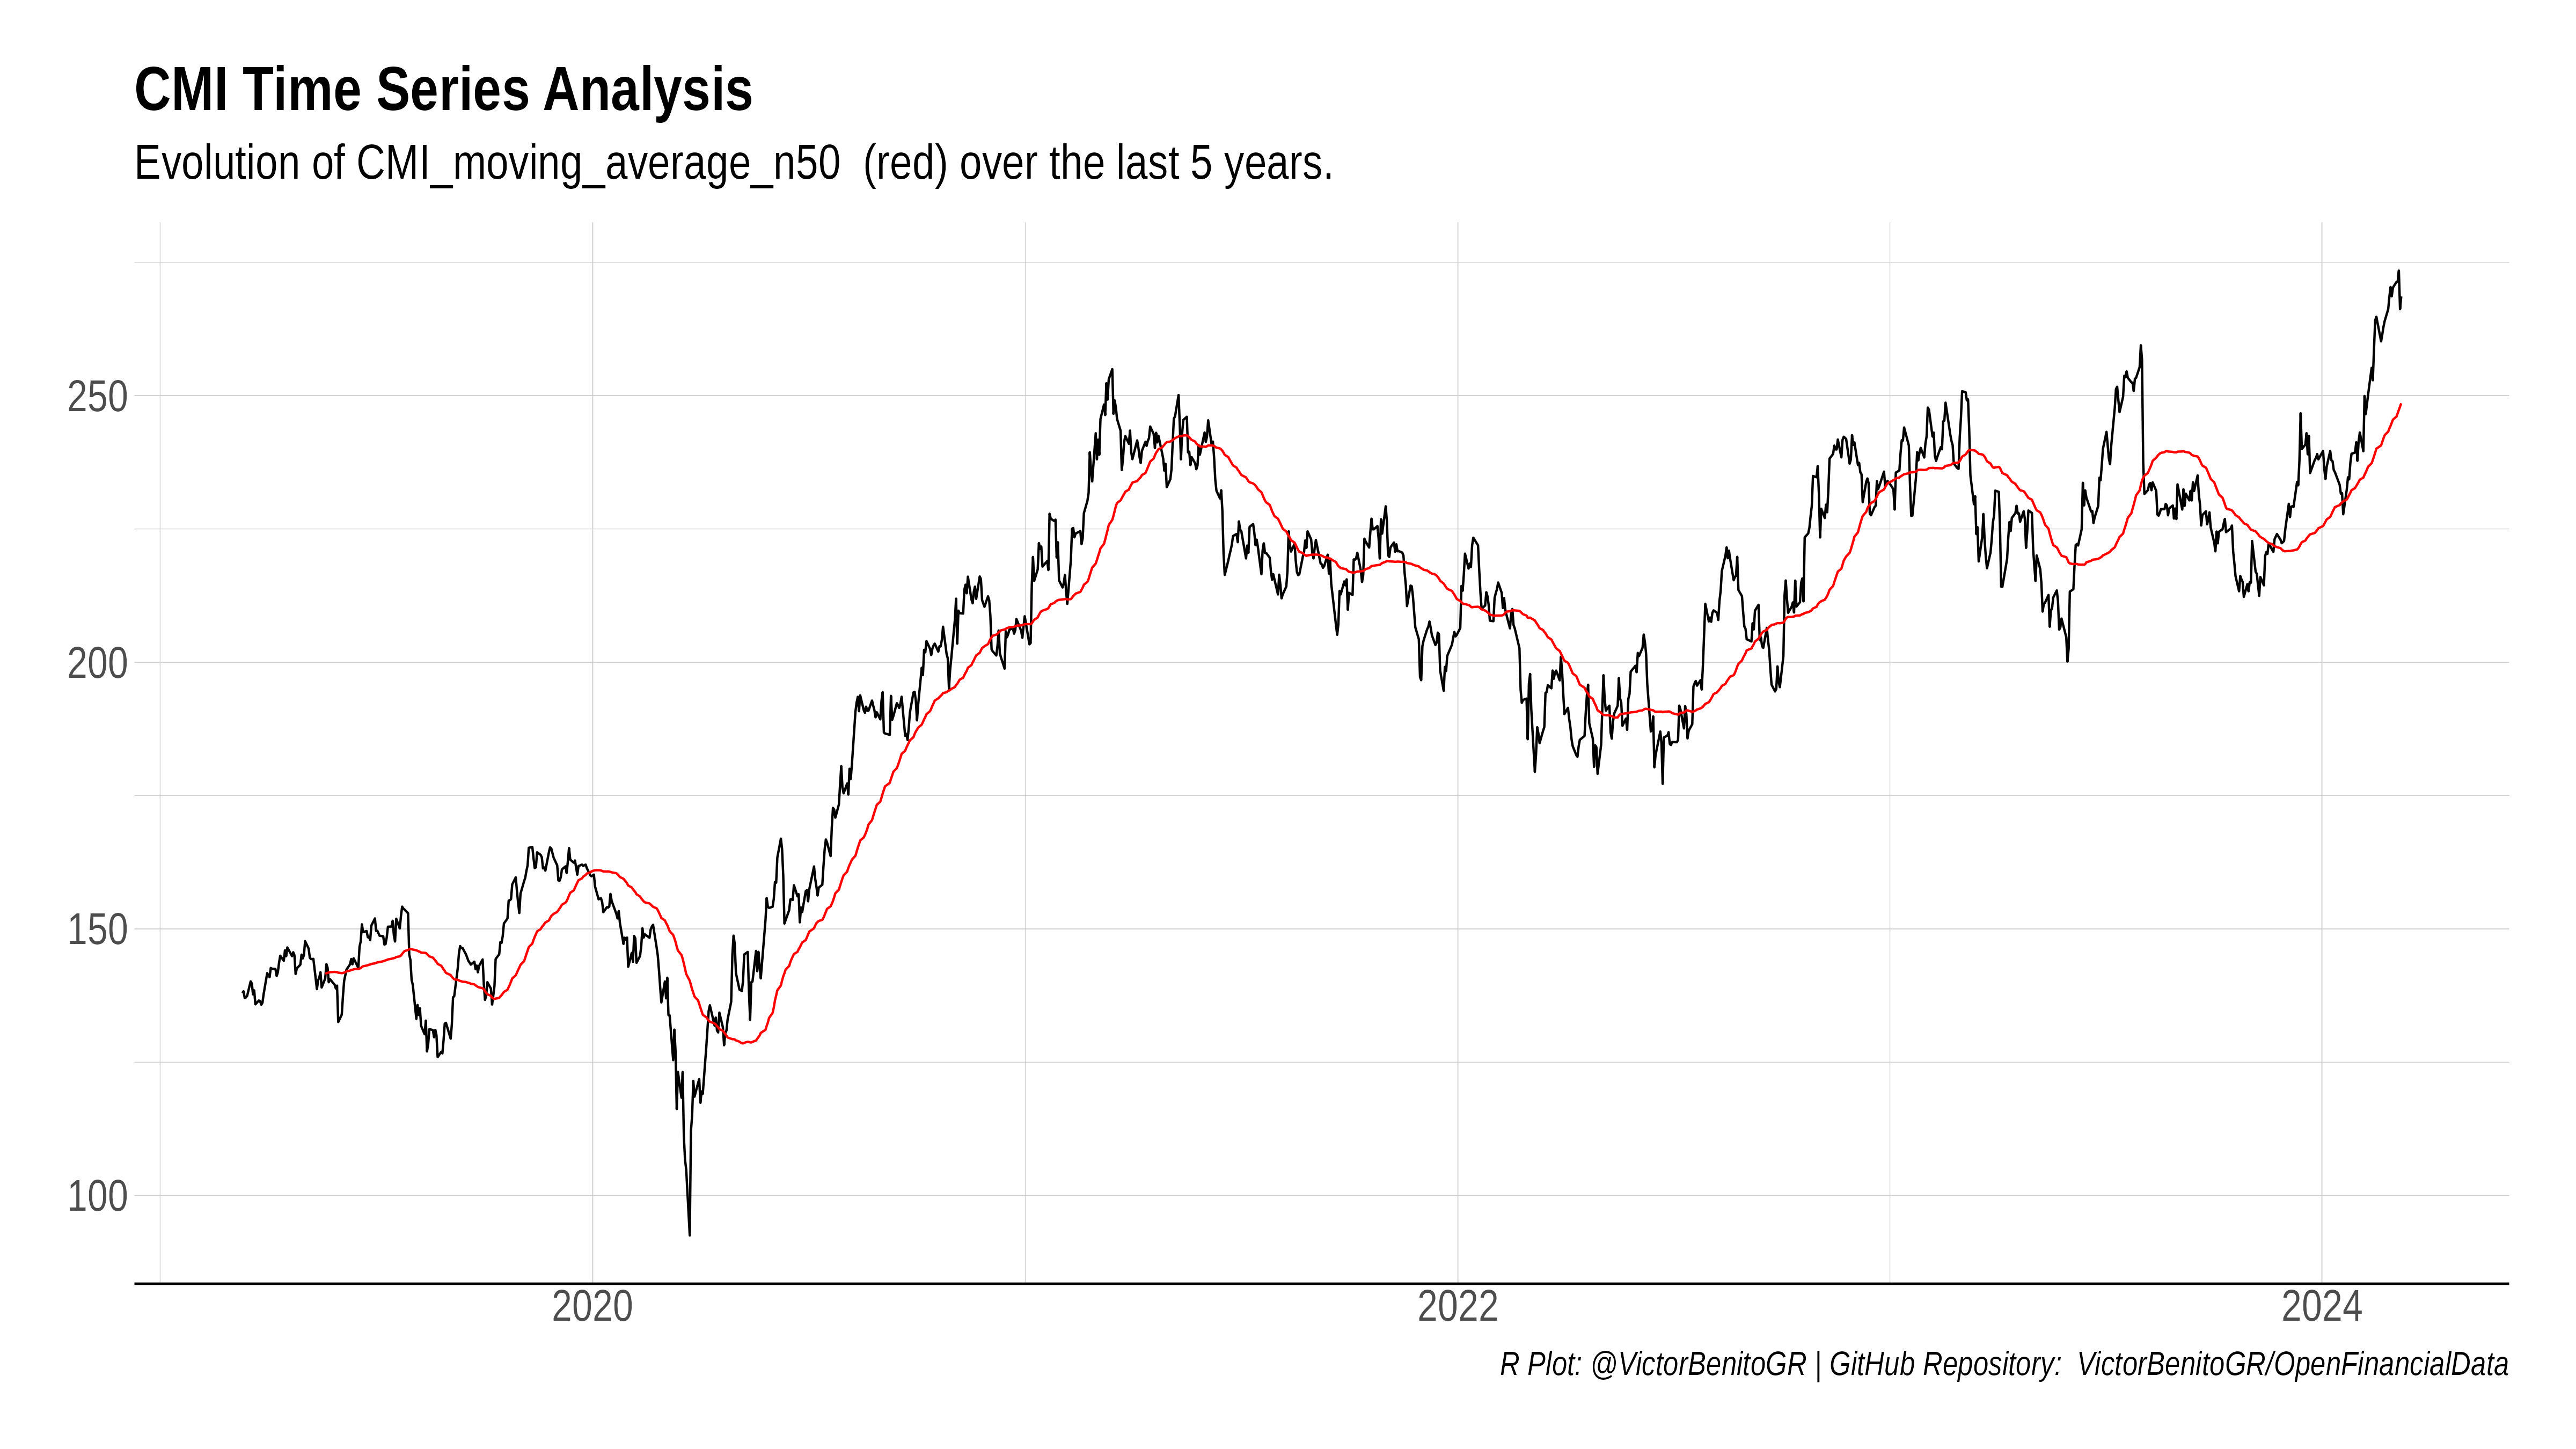 CMI Time Series Analysis
Evolution of CMI_moving_average_n50  (red) over the last 5 years.
250
200
150
100
2020 2022 2024
R Plot: @VictorBenitoGR | GitHub Repository:  VictorBenitoGR/OpenFinancialData